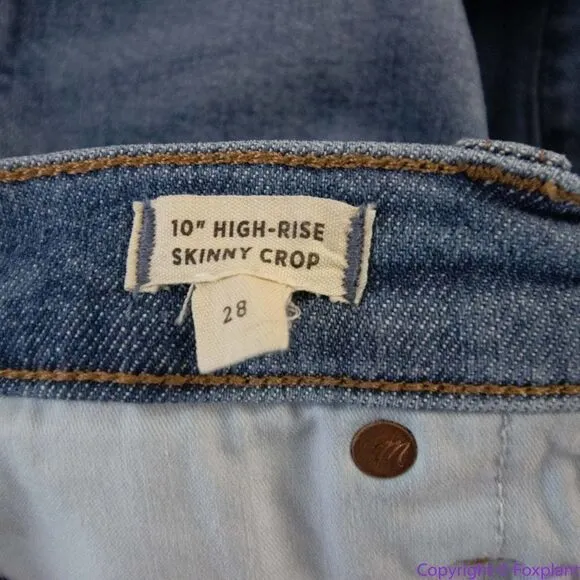 10" HIGH-RISE
SKINNY CROP
28
m
Copyright © Foxplant